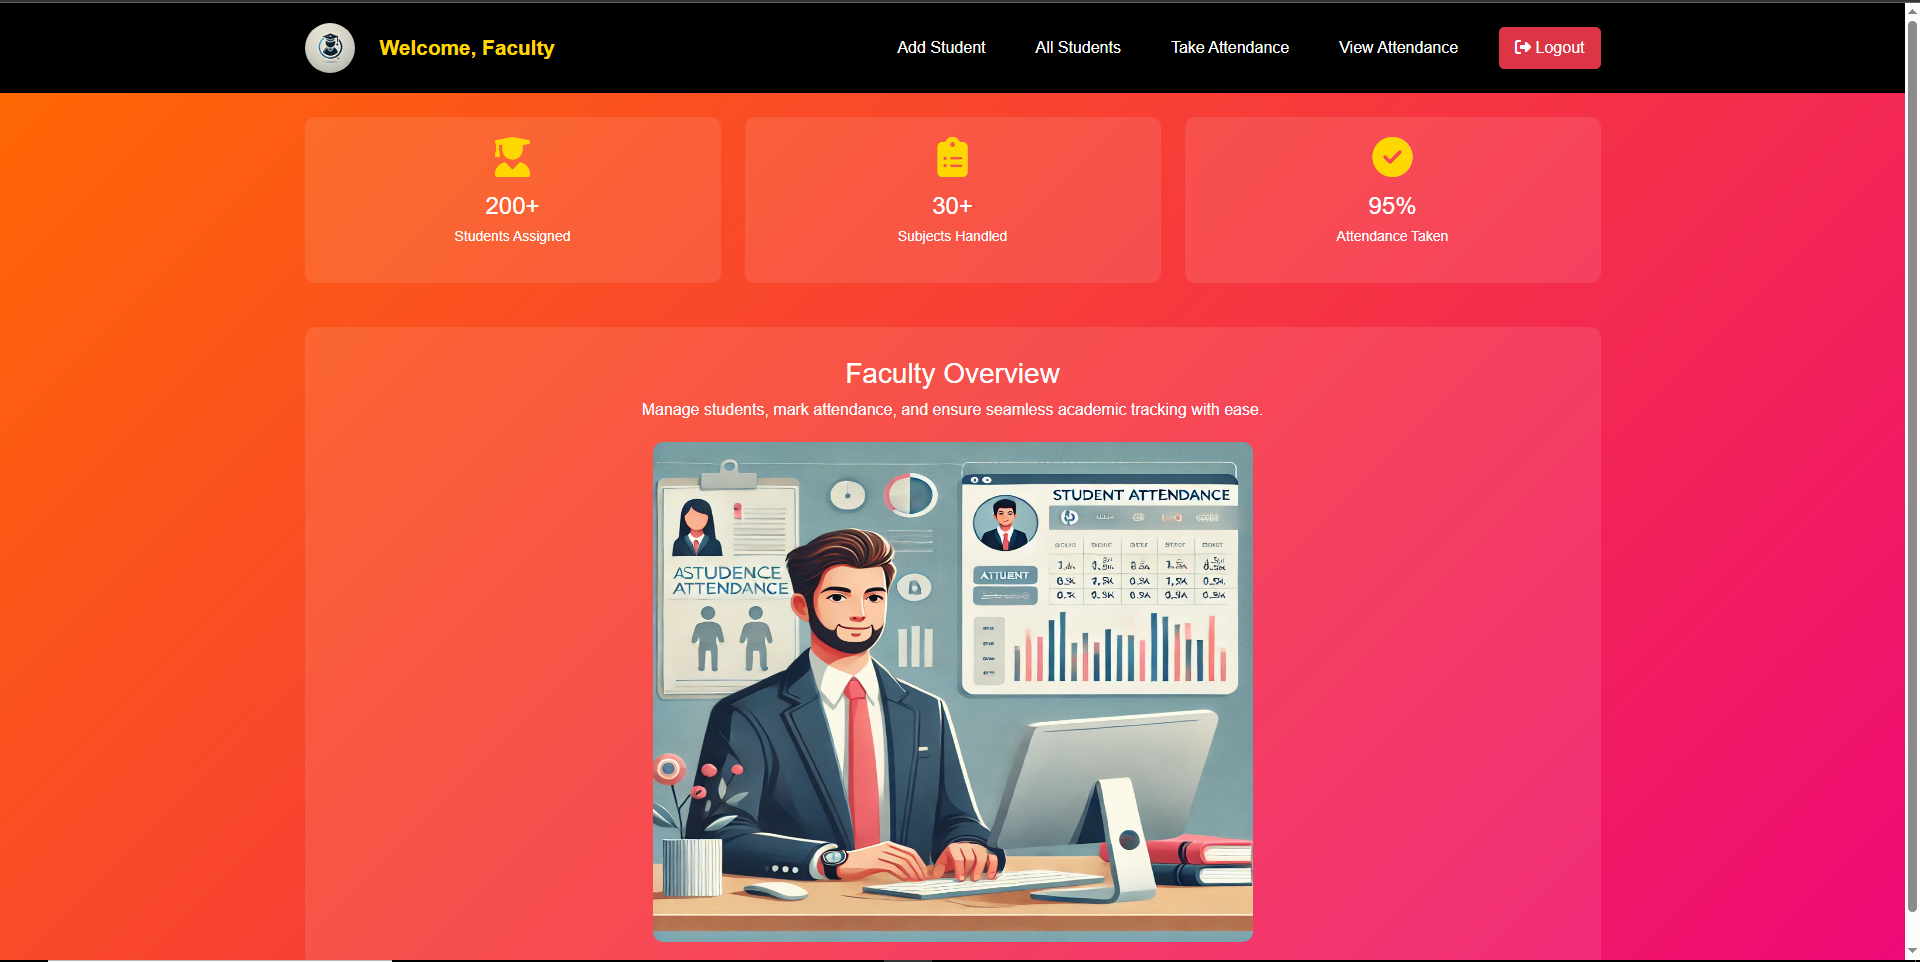 Welcome, Faculty
Add Student
All Students
Take Attendance
View Attendance
Logout
200+
Students Assigned
30+
Subjects Handled
95%
Attendance Taken
Faculty Overview
Manage students, mark attendance, and ensure seamless academic tracking with ease.
ASTUDENCE
ATTENDANCE
STUDENT ATTENDANCE
ATTUENT